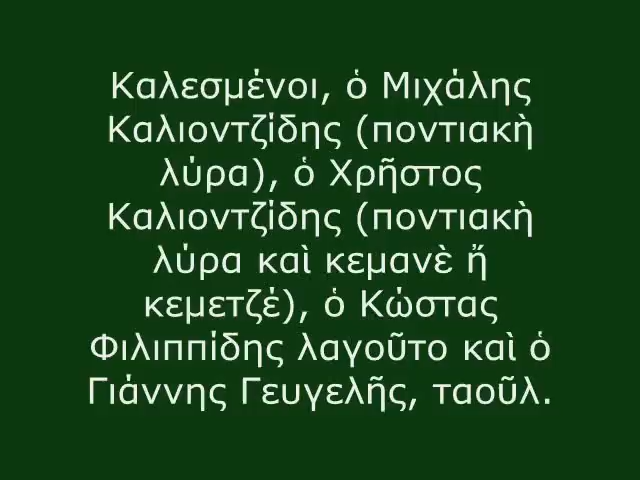 Καλεσμένοι, ὁ Μιχάλης
Καλιοντζίδης (ποντιακὴ
λύρα), ὁ Χρῆστος
Καλιοντζίδης (ποντιακὴ
λύρα καὶ κεμανὲ ἤ
κεμετζέ), ὁ Κώστας
Φιλιππίδης λαγοῦτο καὶ ὁ
Γιάννης Γευγελῆς, ταοῦλ.